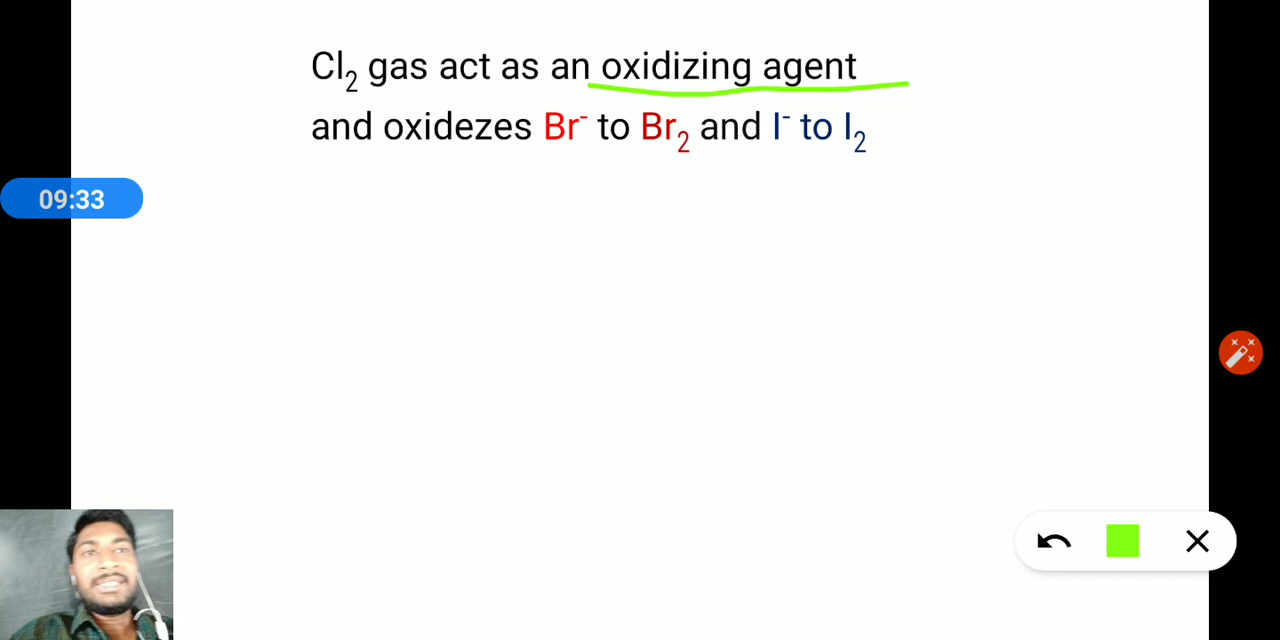 Cl₂ gas act as an oxidizing agent
and oxidezes Br⁻ to Br₂ and I⁻ to I₂
09:33